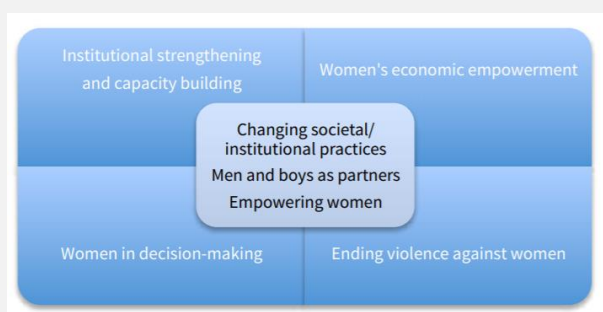 Institutional strengthening
and capacity building
Women's economic empowerment
Changing societal/
institutional practices
Men and boys as partners
Empowering women
Women in decision-making
Ending violence against women